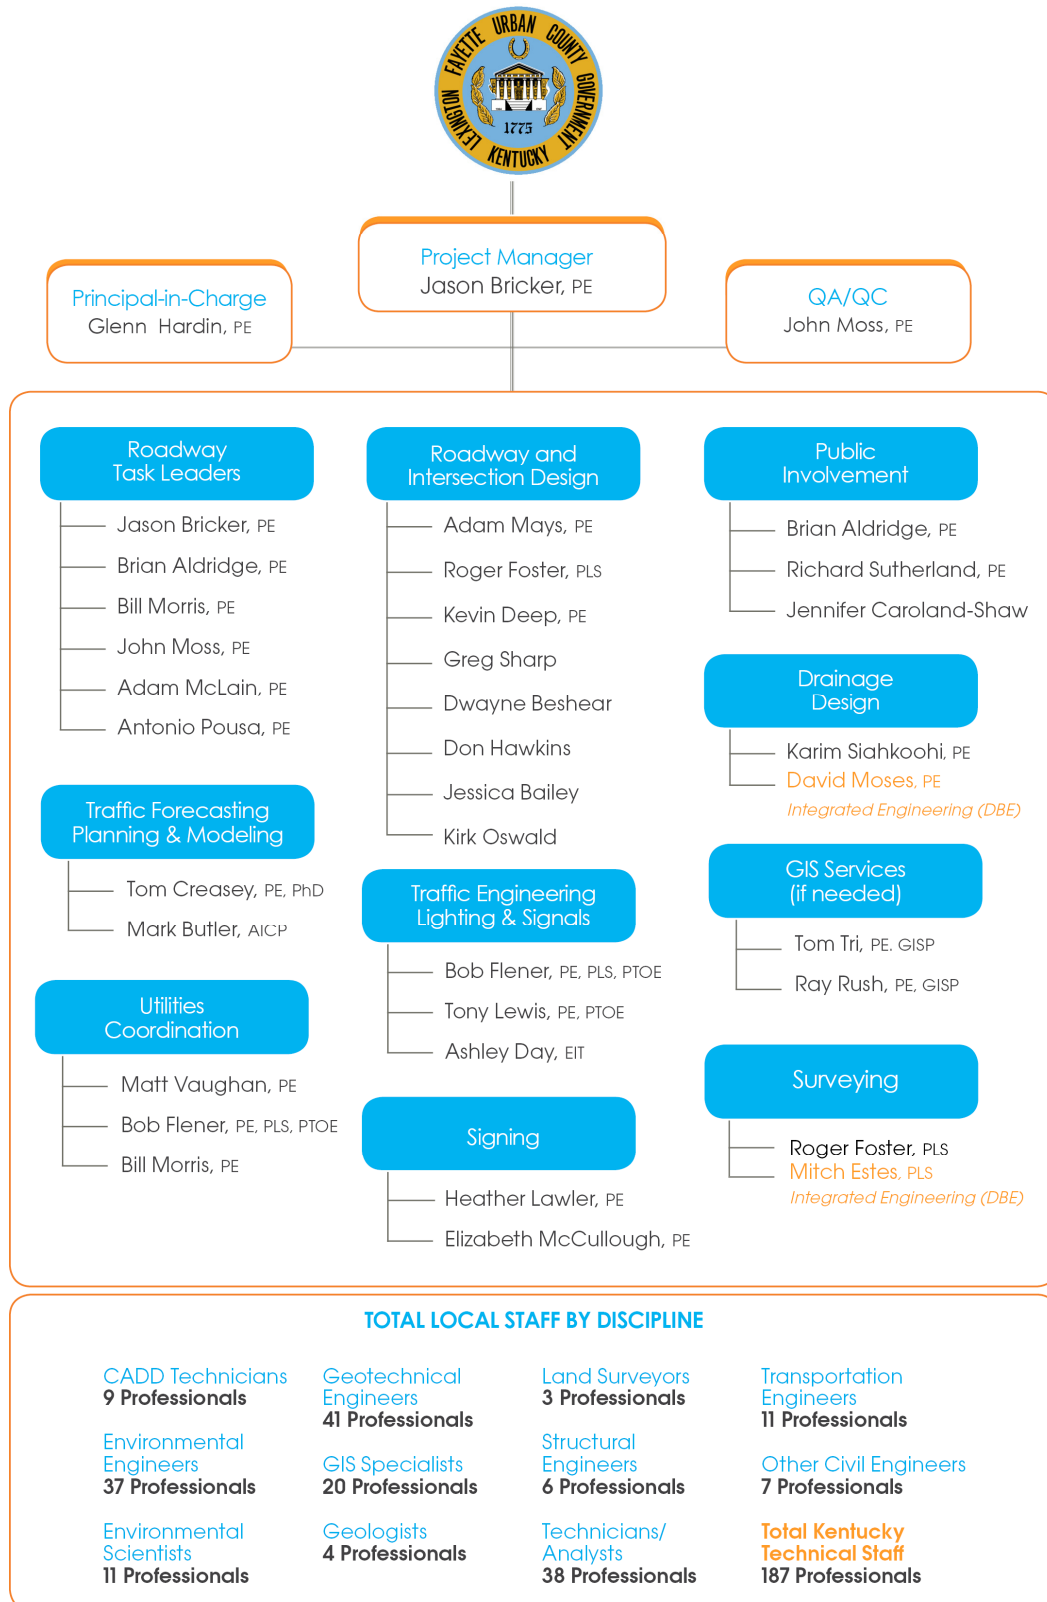 LEXINGTON FAYETTE URBAN COUNTY GOVERNMENT
1775
KENTUCKY
Project Manager
Jason Bricker, PE
Principal-in-Charge
Glenn Hardin, PE
QA/QC
John Moss, PE
Roadway
Task Leaders
Jason Bricker, PE
Brian Aldridge, PE
Bill Morris, PE
John Moss, PE
Adam McLain, PE
Antonio Pousa, PE
Traffic Forecasting
Planning & Modeling
Tom Creasey, PE, PhD
Mark Butler, AICP
Utilities
Coordination
Matt Vaughan, PE
Bob Flener, PE, PLS, PTOE
Bill Morris, PE
Roadway and
Intersection Design
Adam Mays, PE
Roger Foster, PLS
Kevin Deep, PE
Greg Sharp
Dwayne Beshear
Don Hawkins
Jessica Bailey
Kirk Oswald
Traffic Engineering
Lighting & Signals
Bob Flener, PE, PLS, PTOE
Tony Lewis, PE, PTOE
Ashley Day, EIT
Signing
Heather Lawler, PE
Elizabeth McCullough, PE
Public
Involvement
Brian Aldridge, PE
Richard Sutherland, PE
Jennifer Caroland-Shaw
Drainage
Design
Karim Siahkoohi, PE
David Moses, PE
Integrated Engineering (DBE)
GIS Services
(if needed)
Tom Tri, PE. GISP
Ray Rush, PE, GISP
Surveying
Roger Foster, PLS
Mitch Estes, PLS
Integrated Engineering (DBE)
TOTAL LOCAL STAFF BY DISCIPLINE
CADD Technicians
9 Professionals
Environmental
Engineers
37 Professionals
Environmental
Scientists
11 Professionals
Geotechnical
Engineers
41 Professionals
GIS Specialists
20 Professionals
Geologists
4 Professionals
Land Surveyors
3 Professionals
Structural
Engineers
6 Professionals
Technicians/
Analysts
38 Professionals
Transportation
Engineers
11 Professionals
Other Civil Engineers
7 Professionals
Total Kentucky
Technical Staff
187 Professionals